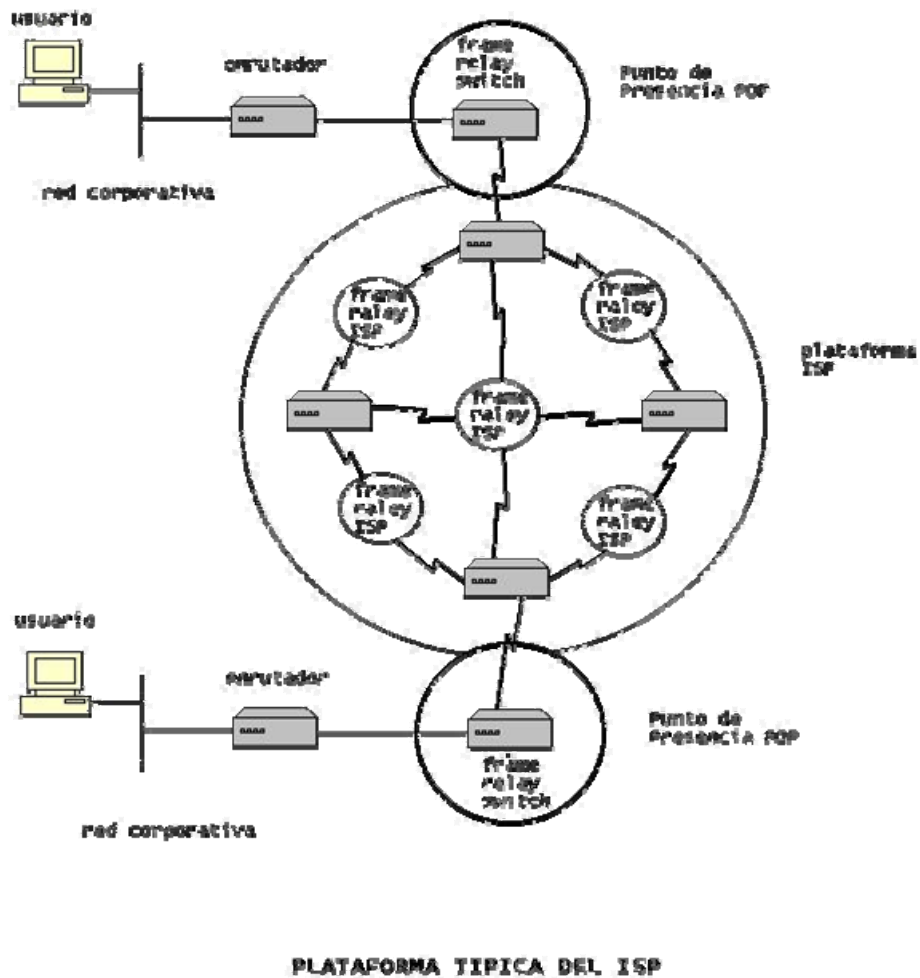 usuario
enrutador
frame
relay
switch
Punto de
Presencia POP
red corporativa
frame
relay
ISP
frame
relay
ISP
plataforma
ISP
frame
relay
ISP
frame
relay
ISP
frame
relay
ISP
usuario
enrutador
Punto de
Presencia POP
frame
relay
switch
red corporativa
PLATAFORMA TIPICA DEL ISP